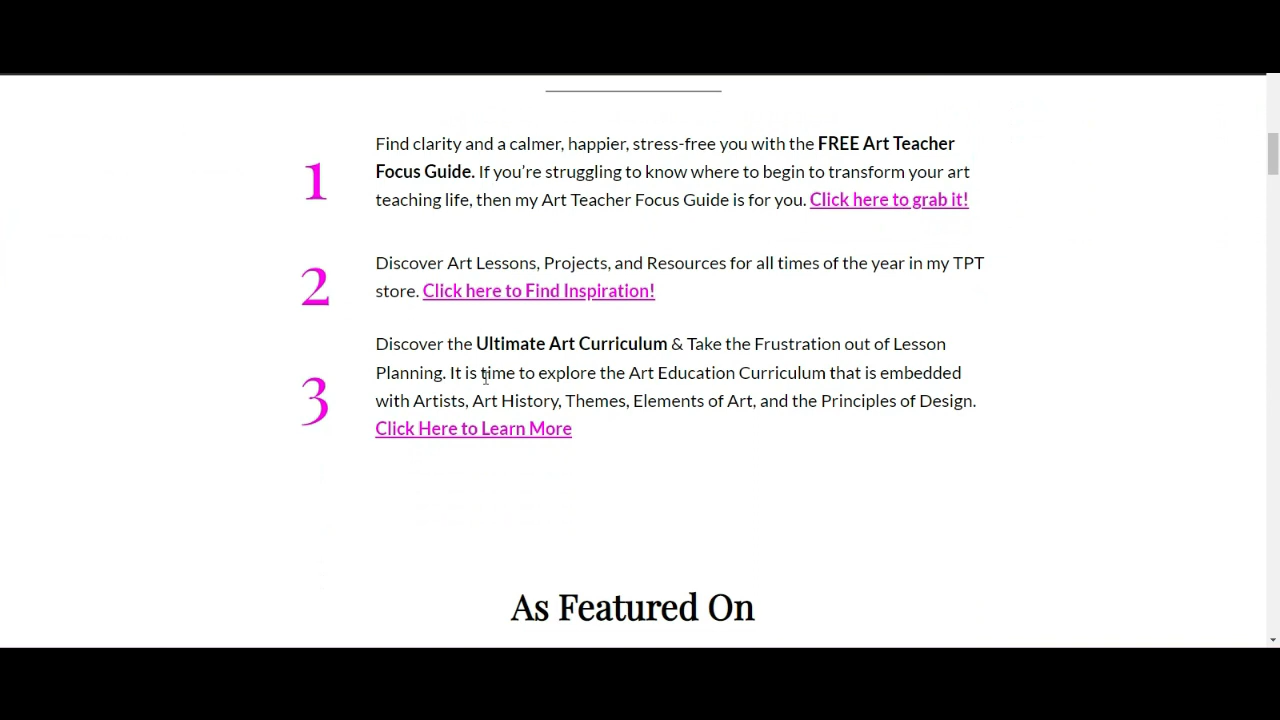 1
Find clarity and a calmer, happier, stress-free you with the FREE Art Teacher
Focus Guide. If you’re struggling to know where to begin to transform your art
teaching life, then my Art Teacher Focus Guide is for you. Click here to grab it!
2
Discover Art Lessons, Projects, and Resources for all times of the year in my TPT
store. Click here to Find Inspiration!
3
Discover the Ultimate Art Curriculum & Take the Frustration out of Lesson
Planning. It is time to explore the Art Education Curriculum that is embedded
with Artists, Art History, Themes, Elements of Art, and the Principles of Design.
Click Here to Learn More
As Featured On